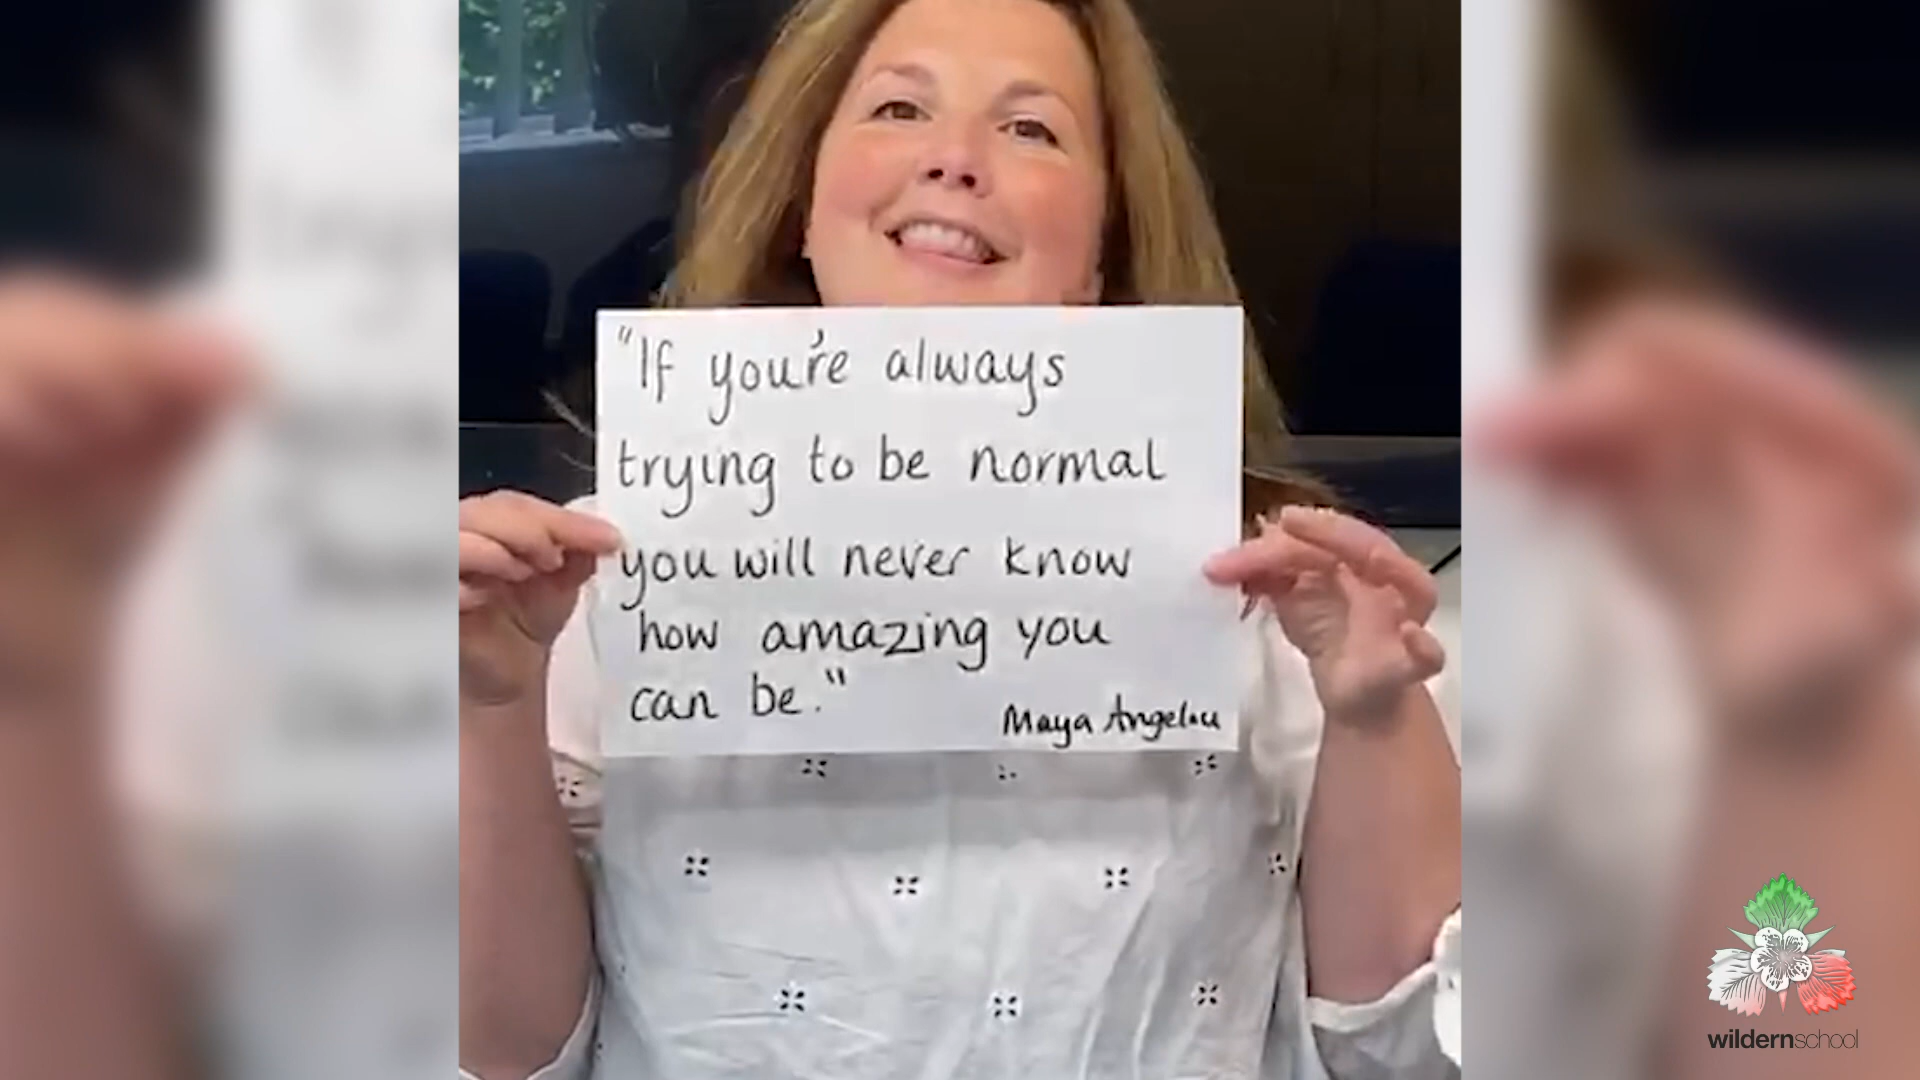 "If you're always
trying to be normal
you will never know
how amazing you
can be."
Maya Angelou
wildernschool